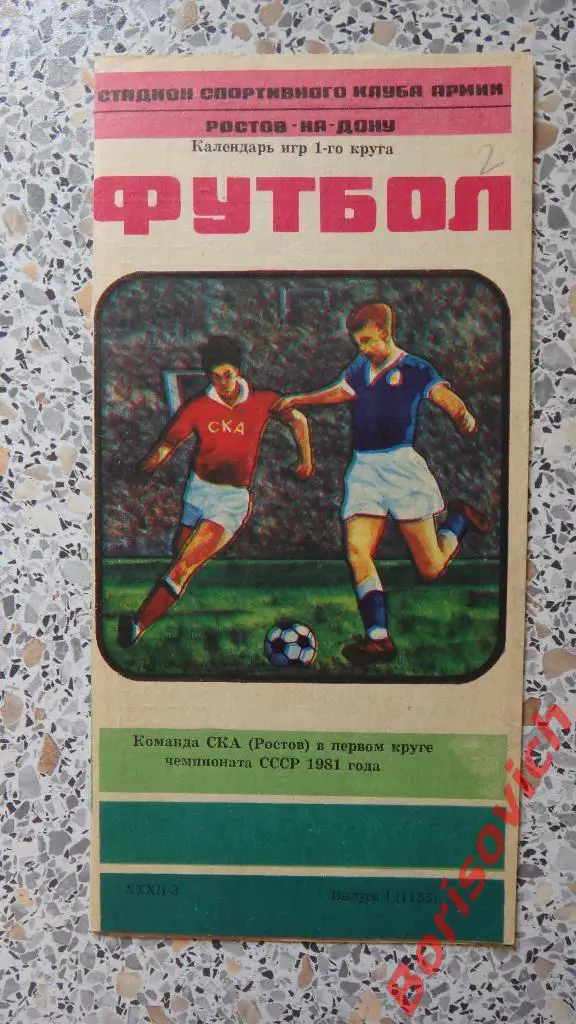 СТАДИОН СПОРТИВНОГО КЛУБА АРМИИ
РОСТОВ-НА-ДОНУ
Календарь игр 1-го круга
2
ФУТБОЛ
СКА
Команда СКА (Ростов) в первом круге
чемпионата СССР 1981 года
XXXII-3
Выпуск 1 (1155)
Borisovich